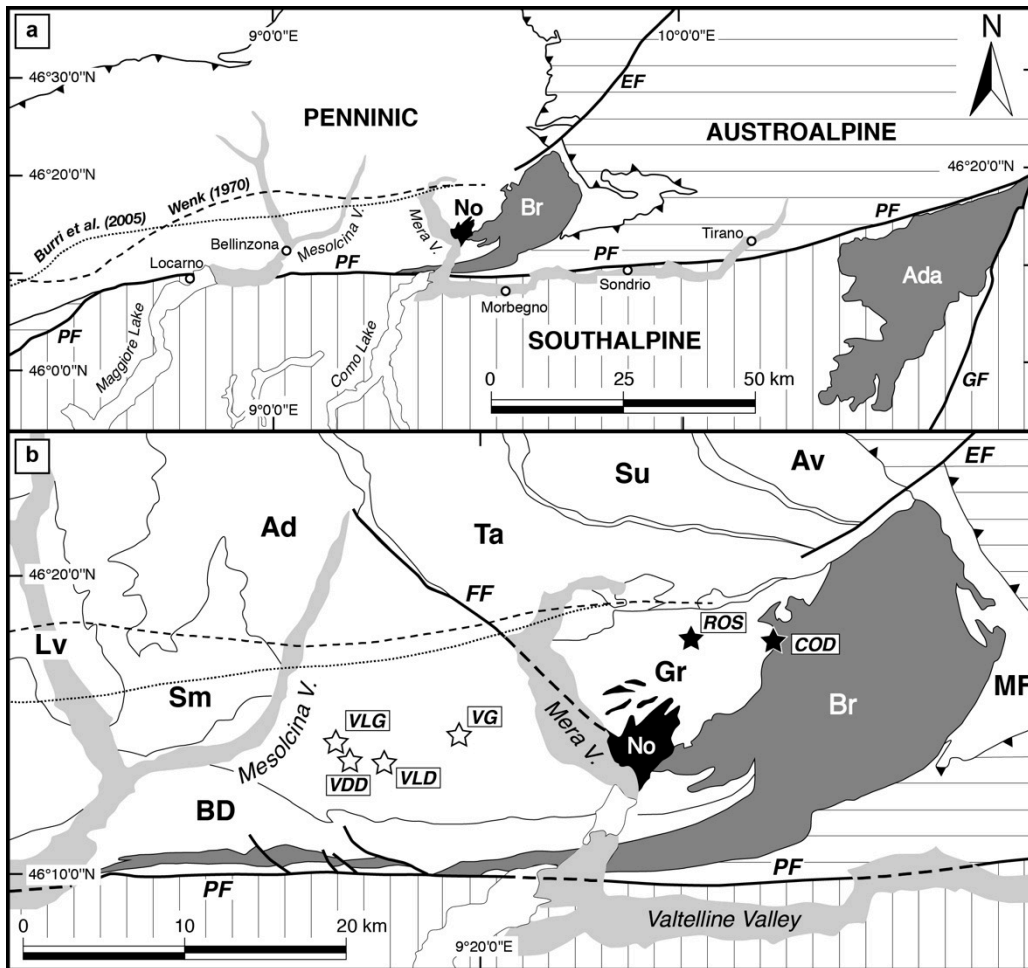 a
9°0'0"E
10°0'0"E
N
46°30'0"N
EF
PENNINIC
AUSTROALPINE
46°20'0"N
46°20'0"N
Wenk (1970)
Burri et al. (2005)
No
Br
Mera V.
Mesolcina V.
Bellinzona
PF
Tirano
Locarno
PF
PF
Sondrio
Ada
Morbegno
PF
Maggiore Lake
Como Lake
SOUTHALPINE
46°0'0"N
GF
0 25 50 km
9°0'0"E
b
EF
Su
Av
Ad
Ta
46°20'0"N
FF
ROS
COD
Lv
Gr
Sm
MF
Br
Mesolcina V.
VLG
VG
Mera V.
No
VDD
VLD
BD
46°10'0"N
PF
PF
0 10 20 km
Valtelline Valley
9°20'0"E